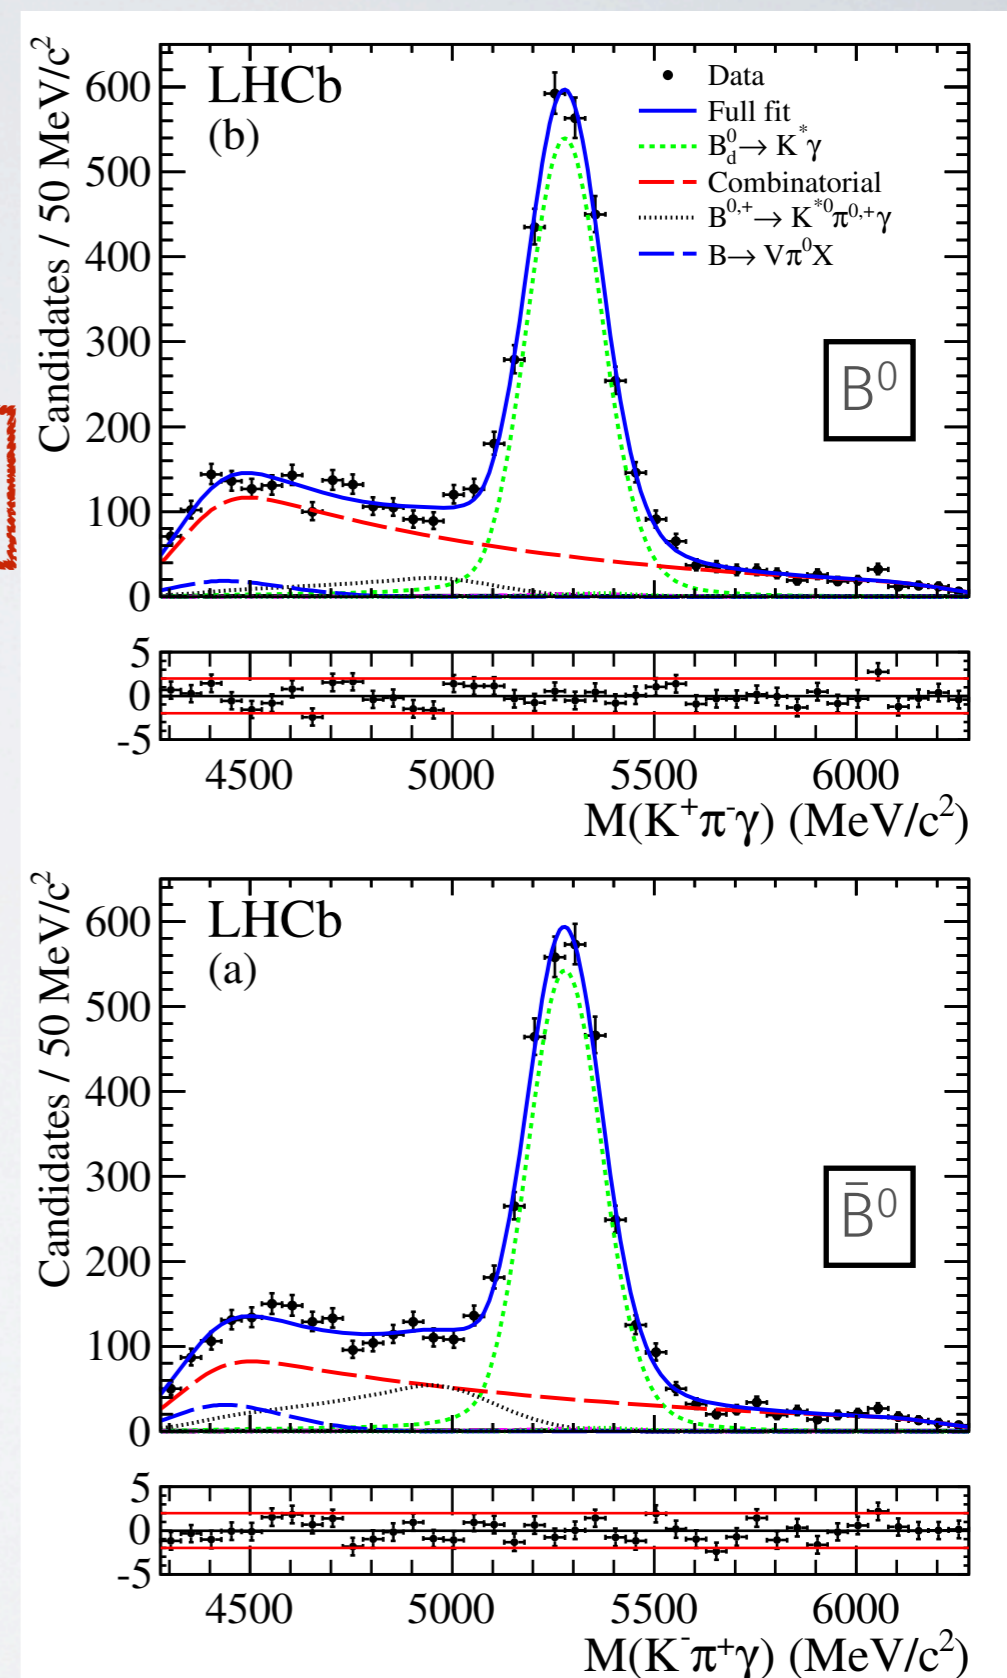 Candidates / 50 MeV/c²
LHCb
(b)
Data
Full fit
B⁰d → K*γ
Combinatorial
B⁰,⁺ → K*⁰π⁰,⁺γ
B → Vπ⁰X
B⁰
600
500
400
300
200
100
0
5
0
-5
4500 5000 5500 6000
M(K⁺π⁻γ) (MeV/c²)
Candidates / 50 MeV/c²
LHCb
(a)
B̄⁰
600
500
400
300
200
100
0
5
0
-5
4500 5000 5500 6000
M(K⁻π⁺γ) (MeV/c²)